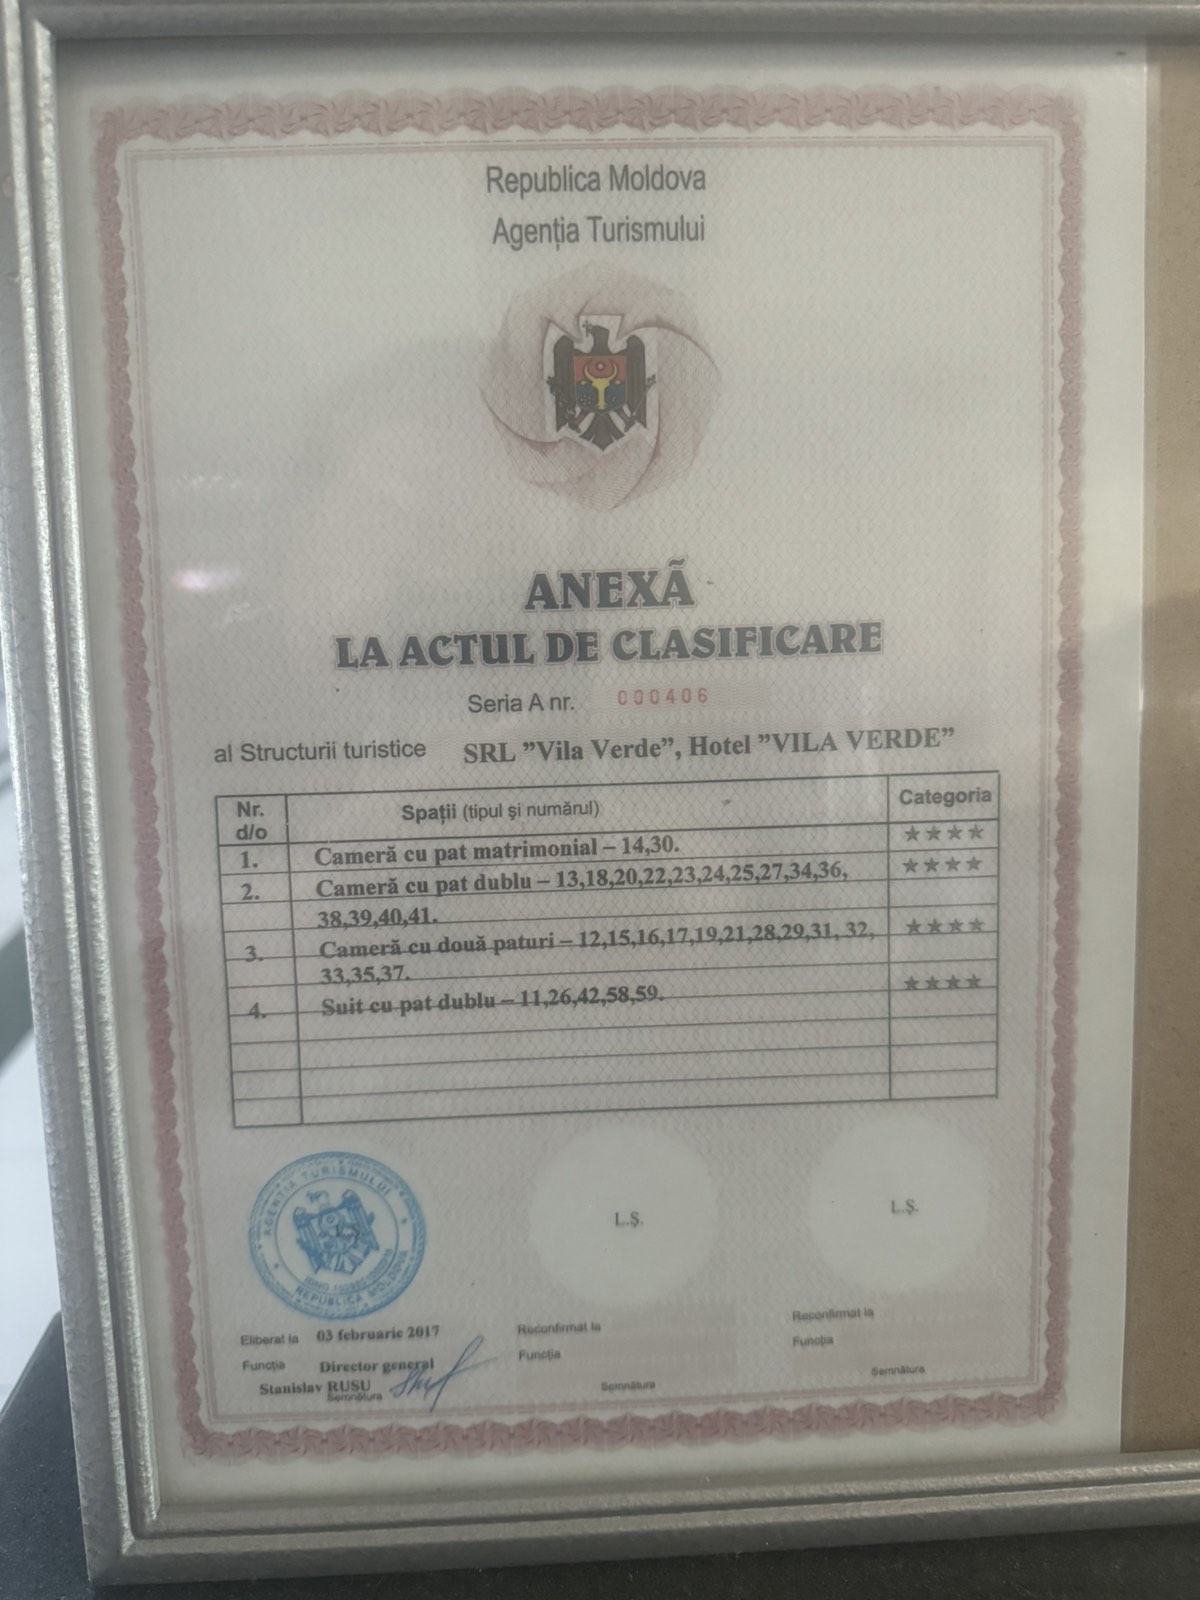 Republica Moldova
Agenția Turismului
ANEXĂ
LA ACTUL DE CLASIFICARE
Seria A nr. 000406
al Structurii turistice SRL ”Vila Verde”, Hotel ”VILA VERDE”
Nr. d/o Spații (tipul și numărul) Categoria
1. Cameră cu pat matrimonial – 14,30. ★★★★
2. Cameră cu pat dublu – 13,18,20,22,23,24,25,27,34,36, ★★★★
38,39,40,41.
3. Cameră cu două paturi – 12,15,16,17,19,21,28,29,31, 32, ★★★★
33,35,37.
4. Suit cu pat dublu – 11,26,42,58,59. ★★★★
AGENȚIA TURISMULUI
REPUBLICA MOLDOVA
L.Ș.
L.Ș.
Eliberat la 03 februarie 2017
Funcția Director general
Stanislav RUSU
Semnătura
Reconfirmat la
Funcția
Semnătura
Reconfirmat la
Funcția
Semnătura